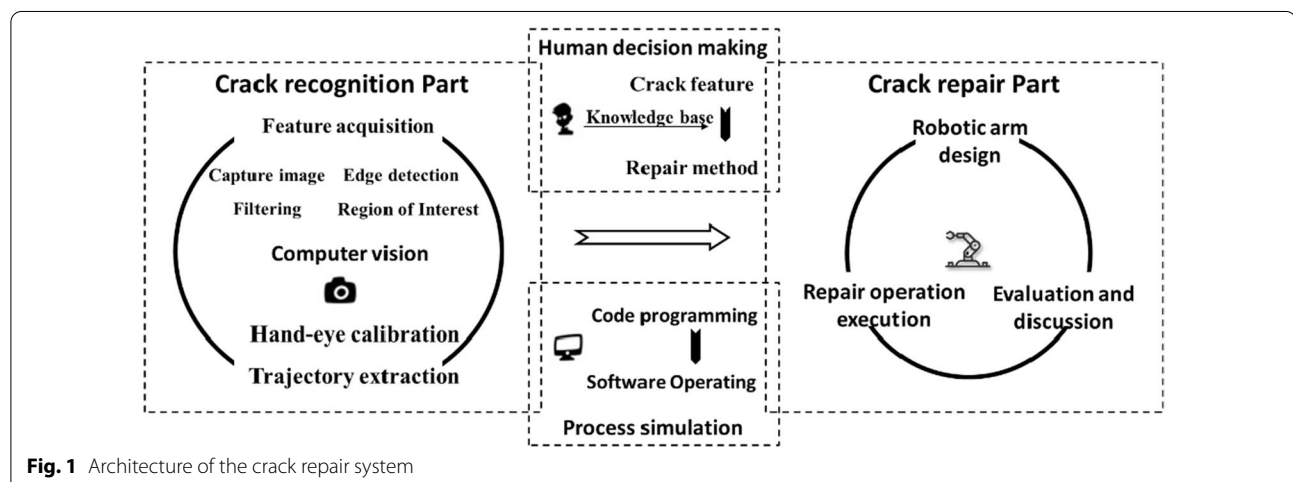 Crack recognition Part
Feature acquisition
Capture image Edge detection
Filtering Region of Interest
Computer vision
Hand-eye calibration
Trajectory extraction
Human decision making
Crack feature
Knowledge base
Repair method
Code programming
Software Operating
Process simulation
Crack repair Part
Robotic arm
design
Repair operation
execution
Evaluation and
discussion
Fig. 1 Architecture of the crack repair system